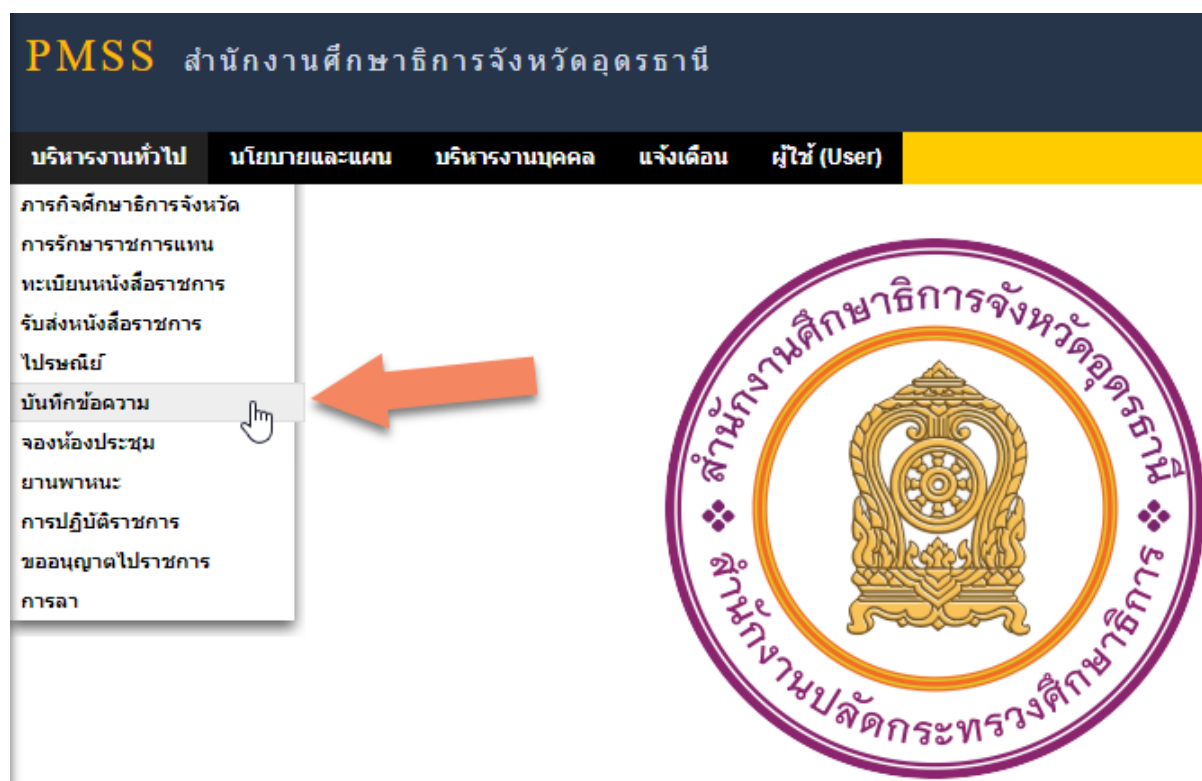 PMSS สำนักงานศึกษาธิการจังหวัดอุดรธานี
บริหารงานทั่วไป นโยบายและแผน บริหารงานบุคคล แจ้งเตือน ผู้ใช้ (User)
ภารกิจศึกษาธิการจังหวัด
การรักษาราชการแทน
ทะเบียนหนังสือราชการ
รับส่งหนังสือราชการ
ไปรษณีย์
บันทึกข้อความ
จองห้องประชุม
ยานพาหนะ
การปฏิบัติราชการ
ขออนุญาตไปราชการ
การลา
สำนักงานศึกษาธิการจังหวัดอุดรธานี
สำนักงานปลัดกระทรวงศึกษาธิการ